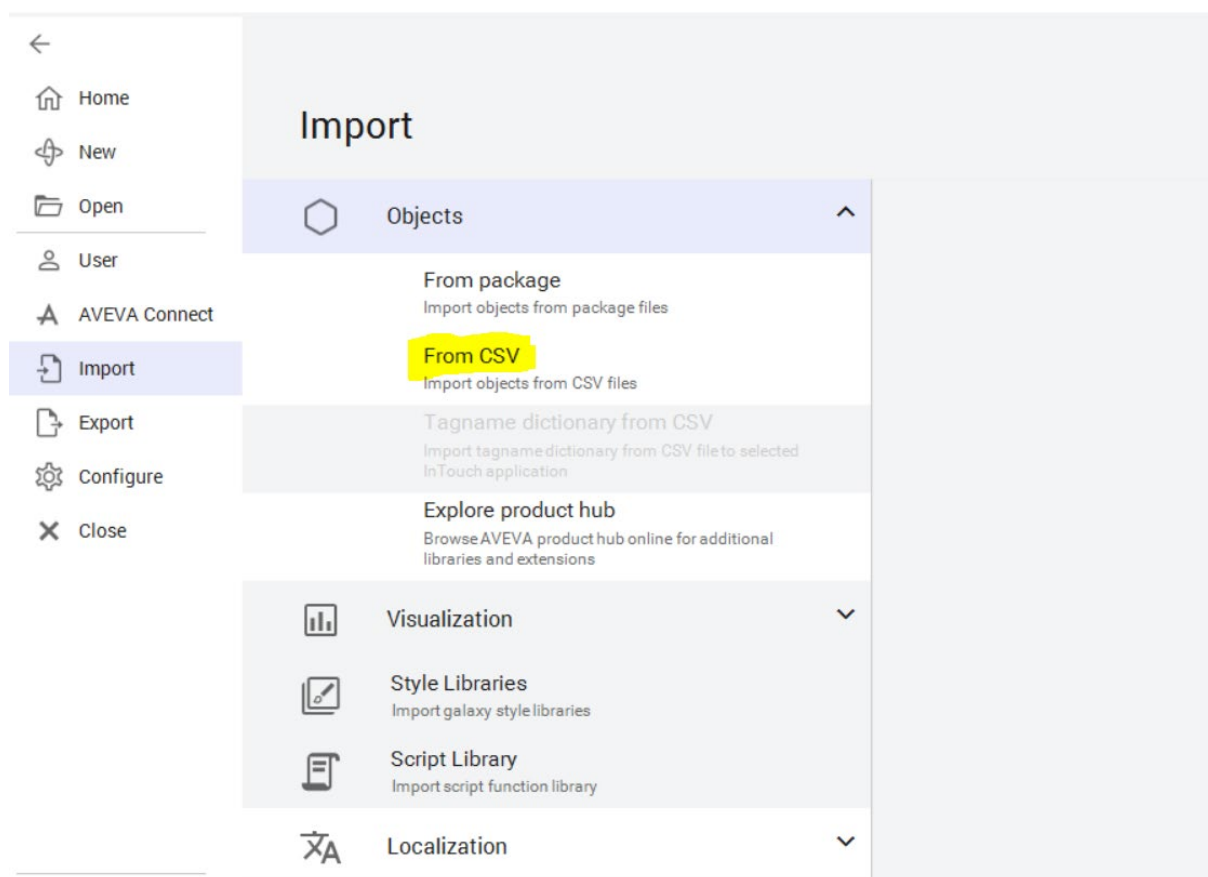 Home
New
Open
User
AVEVA Connect
Import
Export
Configure
Close
Import
Objects
From package
Import objects from package files
From CSV
Import objects from CSV files
Tagname dictionary from CSV
Import tagname dictionary from CSV file to selected
InTouch application
Explore product hub
Browse AVEVA product hub online for additional
libraries and extensions
Visualization
Style Libraries
Import galaxy style libraries
Script Library
Import script function library
Localization